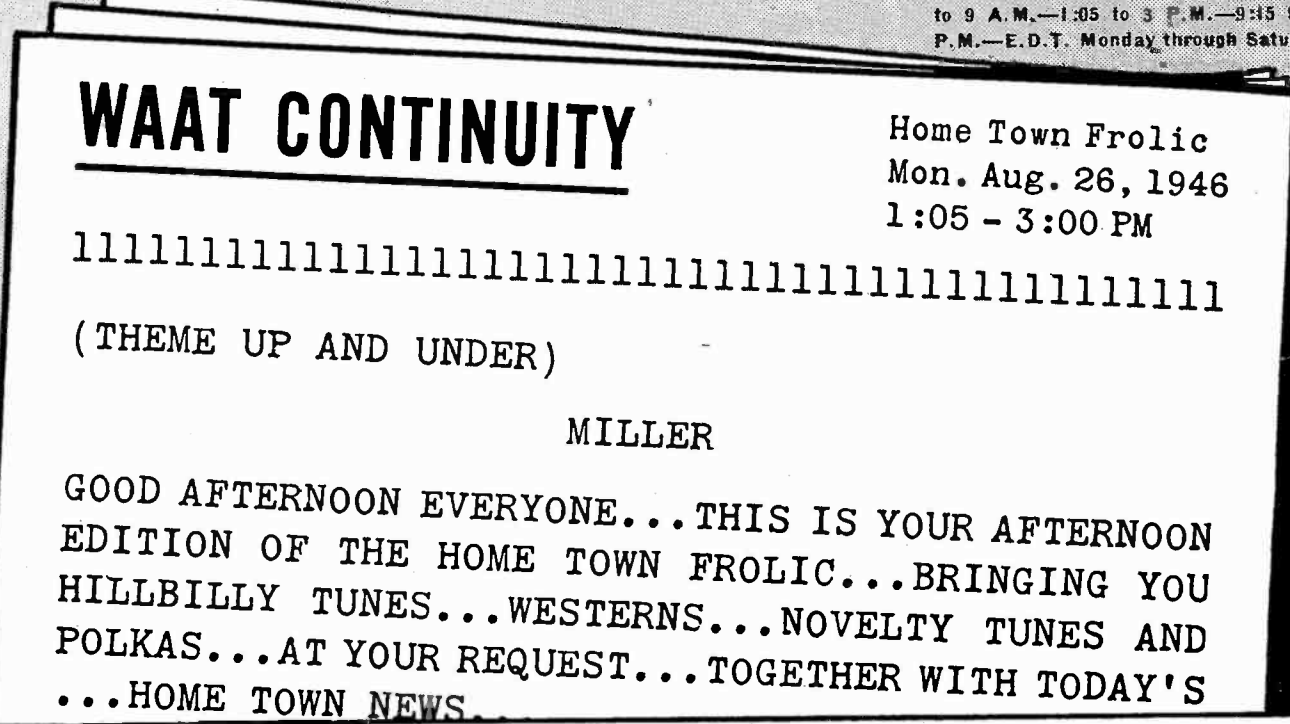 to 9 A.M.—1:05 to 3 P.M.—9:15
P.M.—E.D.T. Monday through Satu
WAAT CONTINUITY
Home Town Frolic
Mon. Aug. 26, 1946
1:05 - 3:00 PM
lllllllllllllllllllllllllllllllllllllllllllll
(THEME UP AND UNDER)
MILLER
GOOD AFTERNOON EVERYONE...THIS IS YOUR AFTERNOON
EDITION OF THE HOME TOWN FROLIC...BRINGING YOU
HILLBILLY TUNES...WESTERNS...NOVELTY TUNES AND
POLKAS...AT YOUR REQUEST...TOGETHER WITH TODAY'S
...HOME TOWN NEWS...